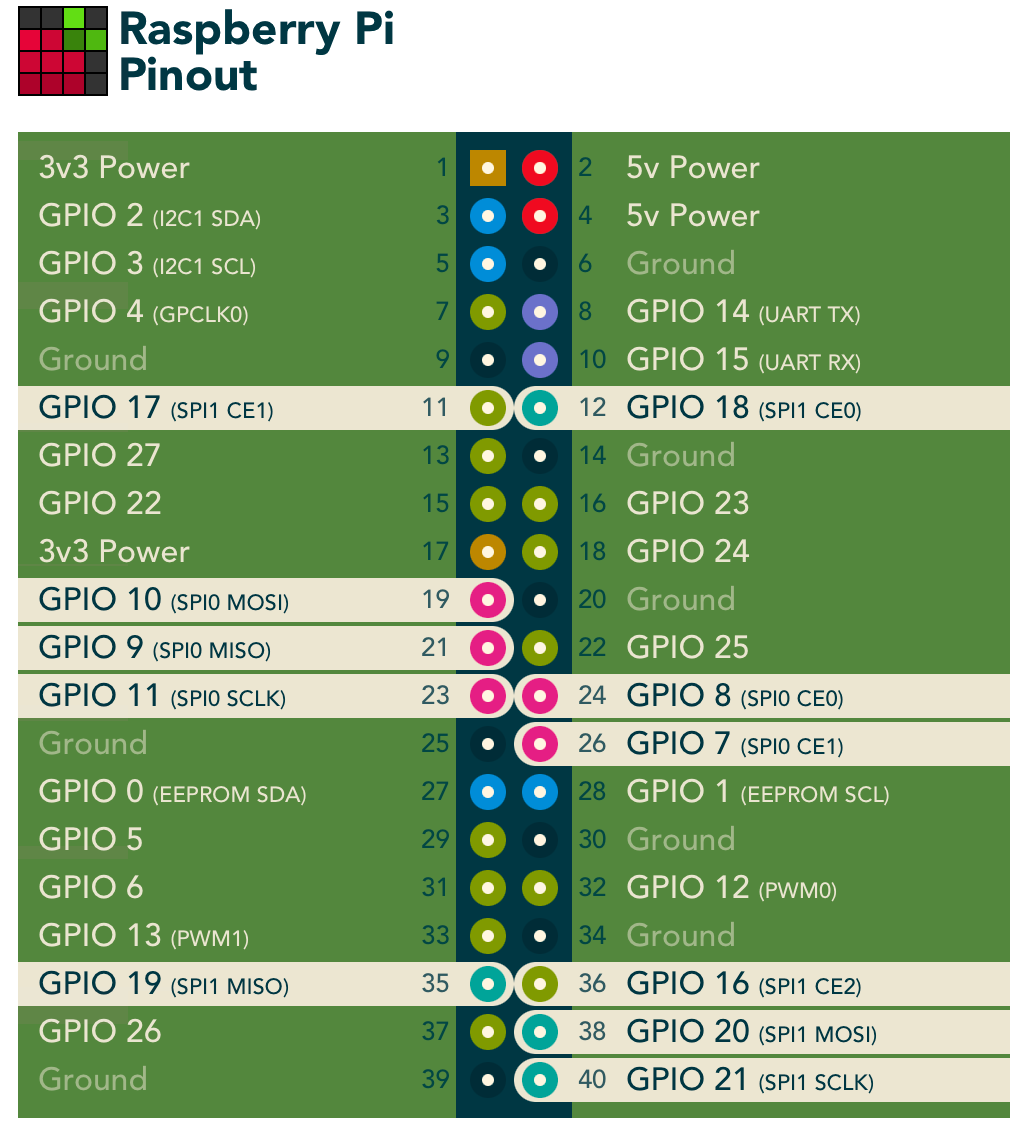 Raspberry Pi
Pinout
3v3 Power 1 2 5v Power
GPIO 2 (I2C1 SDA) 3 4 5v Power
GPIO 3 (I2C1 SCL) 5 6 Ground
GPIO 4 (GPCLK0) 7 8 GPIO 14 (UART TX)
Ground 9 10 GPIO 15 (UART RX)
GPIO 17 (SPI1 CE1) 11 12 GPIO 18 (SPI1 CE0)
GPIO 27 13 14 Ground
GPIO 22 15 16 GPIO 23
3v3 Power 17 18 GPIO 24
GPIO 10 (SPI0 MOSI) 19 20 Ground
GPIO 9 (SPI0 MISO) 21 22 GPIO 25
GPIO 11 (SPI0 SCLK) 23 24 GPIO 8 (SPI0 CE0)
Ground 25 26 GPIO 7 (SPI0 CE1)
GPIO 0 (EEPROM SDA) 27 28 GPIO 1 (EEPROM SCL)
GPIO 5 29 30 Ground
GPIO 6 31 32 GPIO 12 (PWM0)
GPIO 13 (PWM1) 33 34 Ground
GPIO 19 (SPI1 MISO) 35 36 GPIO 16 (SPI1 CE2)
GPIO 26 37 38 GPIO 20 (SPI1 MOSI)
Ground 39 40 GPIO 21 (SPI1 SCLK)